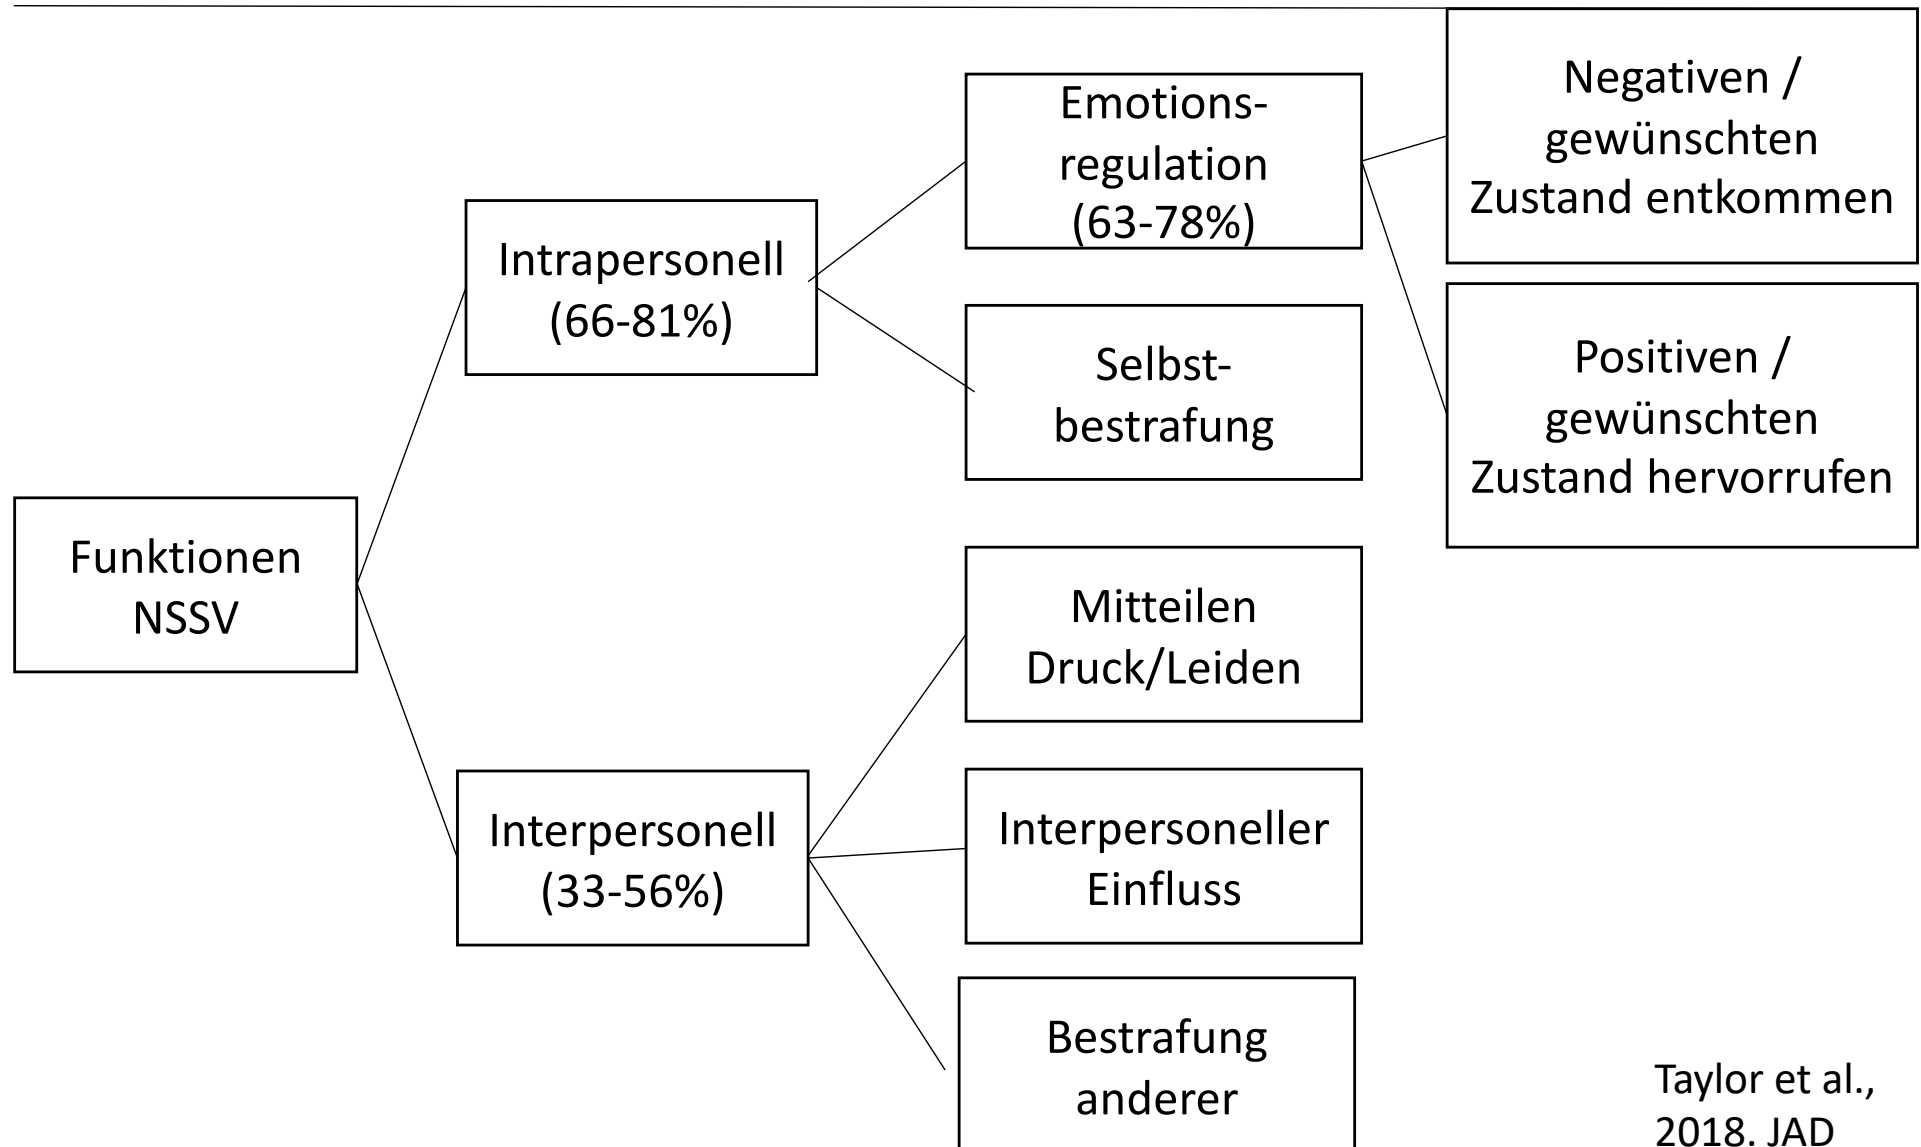 Funktionen
NSSV
Intrapersonell
(66-81%)
Emotions-
regulation
(63-78%)
Negativen /
gewünschten
Zustand entkommen
Positiven /
gewünschten
Zustand hervorrufen
Selbst-
bestrafung
Interpersonell
(33-56%)
Mitteilen
Druck/Leiden
Interpersoneller
Einfluss
Bestrafung
anderer
Taylor et al.,
2018. JAD